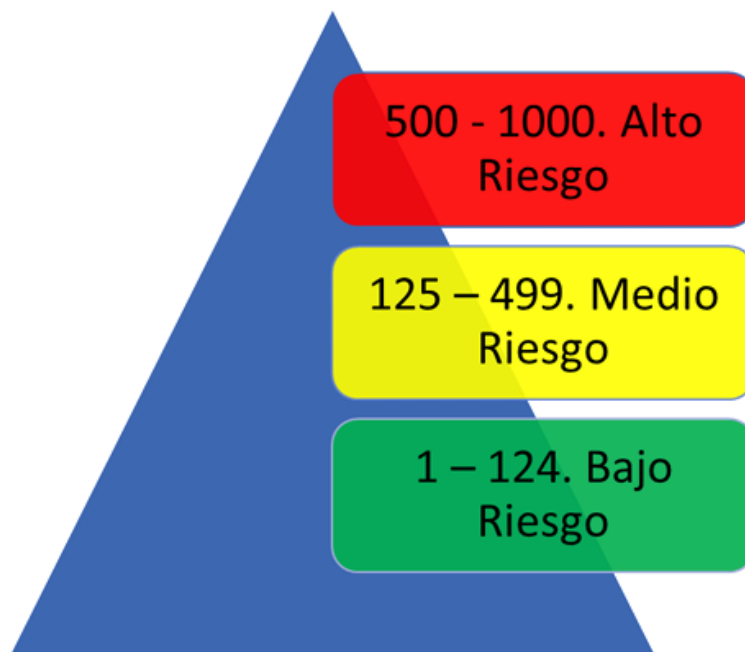 500 - 1000. Alto
Riesgo
125 – 499. Medio
Riesgo
1 – 124. Bajo
Riesgo